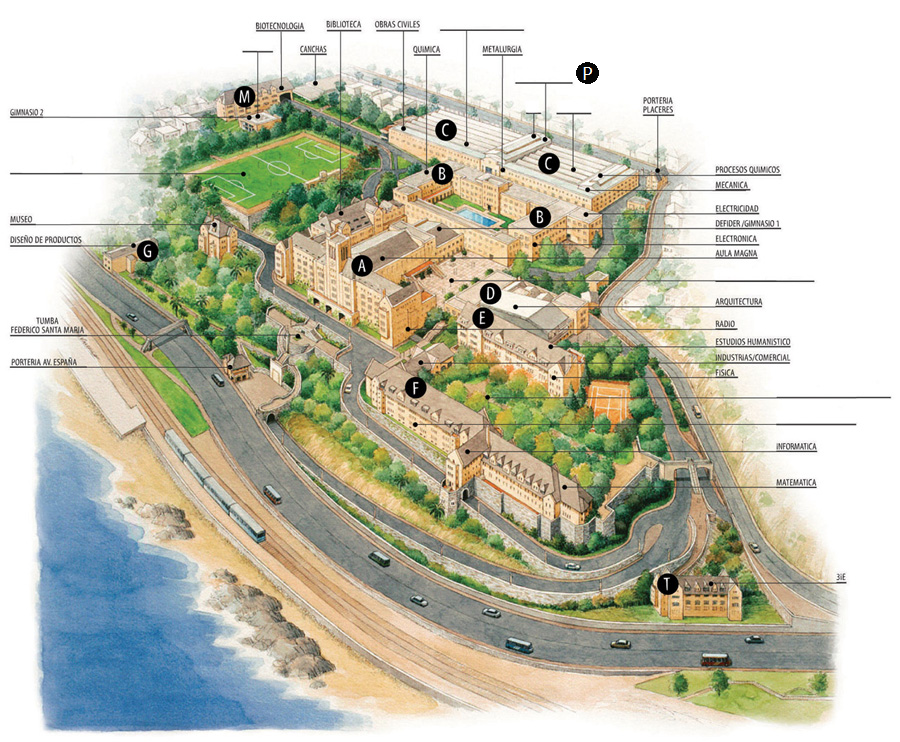 BIOTECNOLOGIA
BIBLIOTECA
OBRAS CIVILES
CANCHAS
QUIMICA
METALURGIA
P
M
PORTERIA
PLACERES
GIMNASIO 2
C
C
B
B
PROCESOS QUIMICOS
MECANICA
ELECTRICIDAD
MUSEO
DEFIDER /GIMNASIO 1
DISEÑO DE PRODUCTOS
G
ELECTRONICA
AULA MAGNA
A
D
ARQUITECTURA
E
TUMBA
FEDERICO SANTA MARIA
RADIO
ESTUDIOS HUMANISTICO
PORTERIA AV. ESPAÑA
INDUSTRIAS/COMERCIAL
FISICA
F
INFORMATICA
MATEMATICA
T
3IE